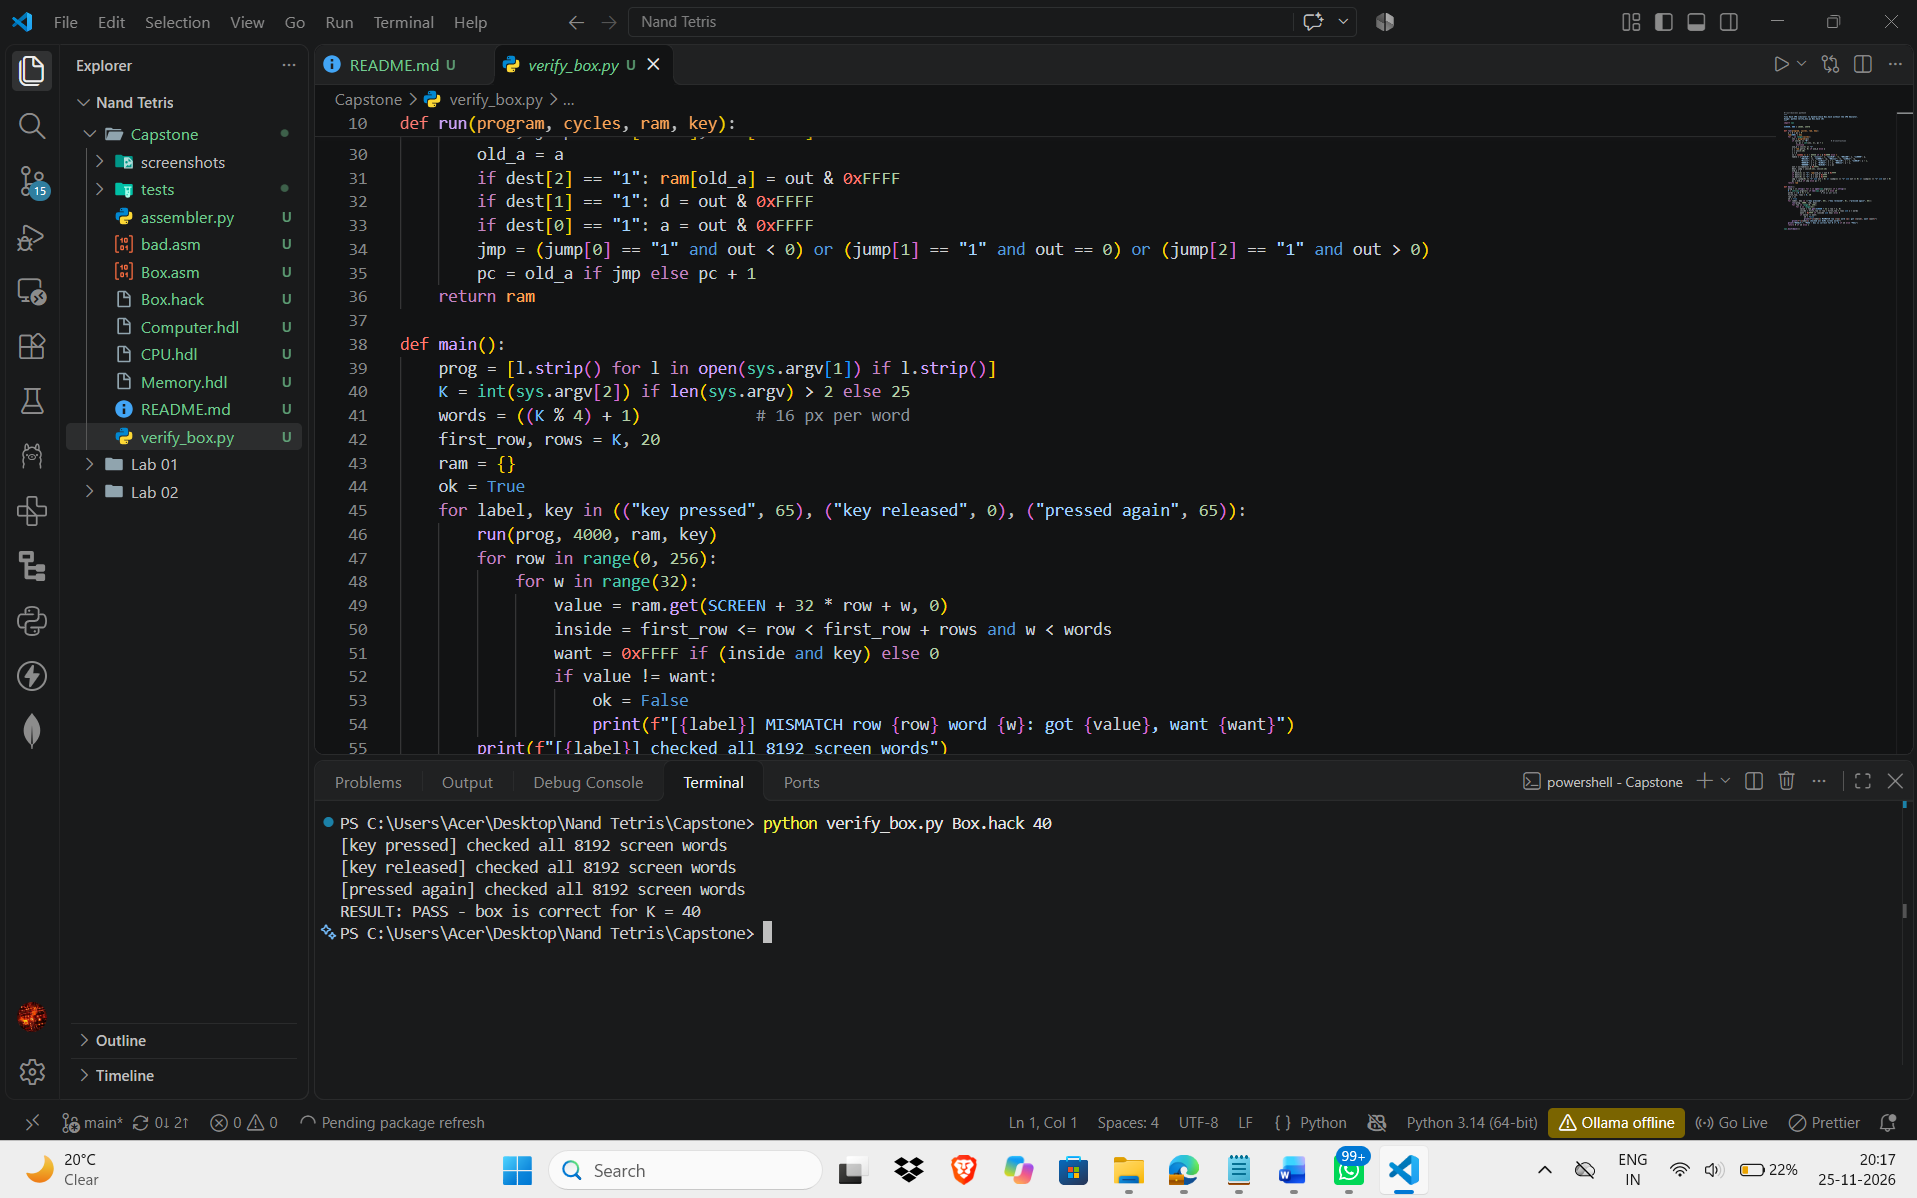 File Edit Selection View Go Run Terminal Help
Nand Tetris
Explorer
Nand Tetris
Capstone
screenshots
tests
assembler.py U
bad.asm U
Box.asm U
Box.hack U
Computer.hdl U
CPU.hdl U
Memory.hdl U
README.md U
verify_box.py U
Lab 01
Lab 02
Outline
Timeline
15
README.md U
verify_box.py U
Capstone > verify_box.py > ...
10 def run(program, cycles, ram, key):
30 old_a = a
31 if dest[2] == "1": ram[old_a] = out & 0xFFFF
32 if dest[1] == "1": d = out & 0xFFFF
33 if dest[0] == "1": a = out & 0xFFFF
34 jmp = (jump[0] == "1" and out < 0) or (jump[1] == "1" and out == 0) or (jump[2] == "1" and out > 0)
35 pc = old_a if jmp else pc + 1
36 return ram
37
38 def main():
39 prog = [l.strip() for l in open(sys.argv[1]) if l.strip()]
40 K = int(sys.argv[2]) if len(sys.argv) > 2 else 25
41 words = ((K % 4) + 1) # 16 px per word
42 first_row, rows = K, 20
43 ram = {}
44 ok = True
45 for label, key in (("key pressed", 65), ("key released", 0), ("pressed again", 65)):
46 run(prog, 4000, ram, key)
47 for row in range(0, 256):
48 for w in range(32):
49 value = ram.get(SCREEN + 32 * row + w, 0)
50 inside = first_row <= row < first_row + rows and w < words
51 want = 0xFFFF if (inside and key) else 0
52 if value != want:
53 ok = False
54 print(f"[{label}] MISMATCH row {row} word {w}: got {value}, want {want}")
55 print(f"[{label}] checked all 8192 screen words")
Problems Output Debug Console Terminal Ports
powershell - Capstone
PS C:\Users\Acer\Desktop\Nand Tetris\Capstone> python verify_box.py Box.hack 40
[key pressed] checked all 8192 screen words
[key released] checked all 8192 screen words
[pressed again] checked all 8192 screen words
RESULT: PASS - box is correct for K = 40
PS C:\Users\Acer\Desktop\Nand Tetris\Capstone>
main* 0↓ 2↑ 0 0 Pending package refresh
Ln 1, Col 1 Spaces: 4 UTF-8 LF { } Python Python 3.14 (64-bit) Ollama offline Go Live Prettier
20°C
Clear
Search
99+
ENG
IN
22%
20:17
25-11-2026